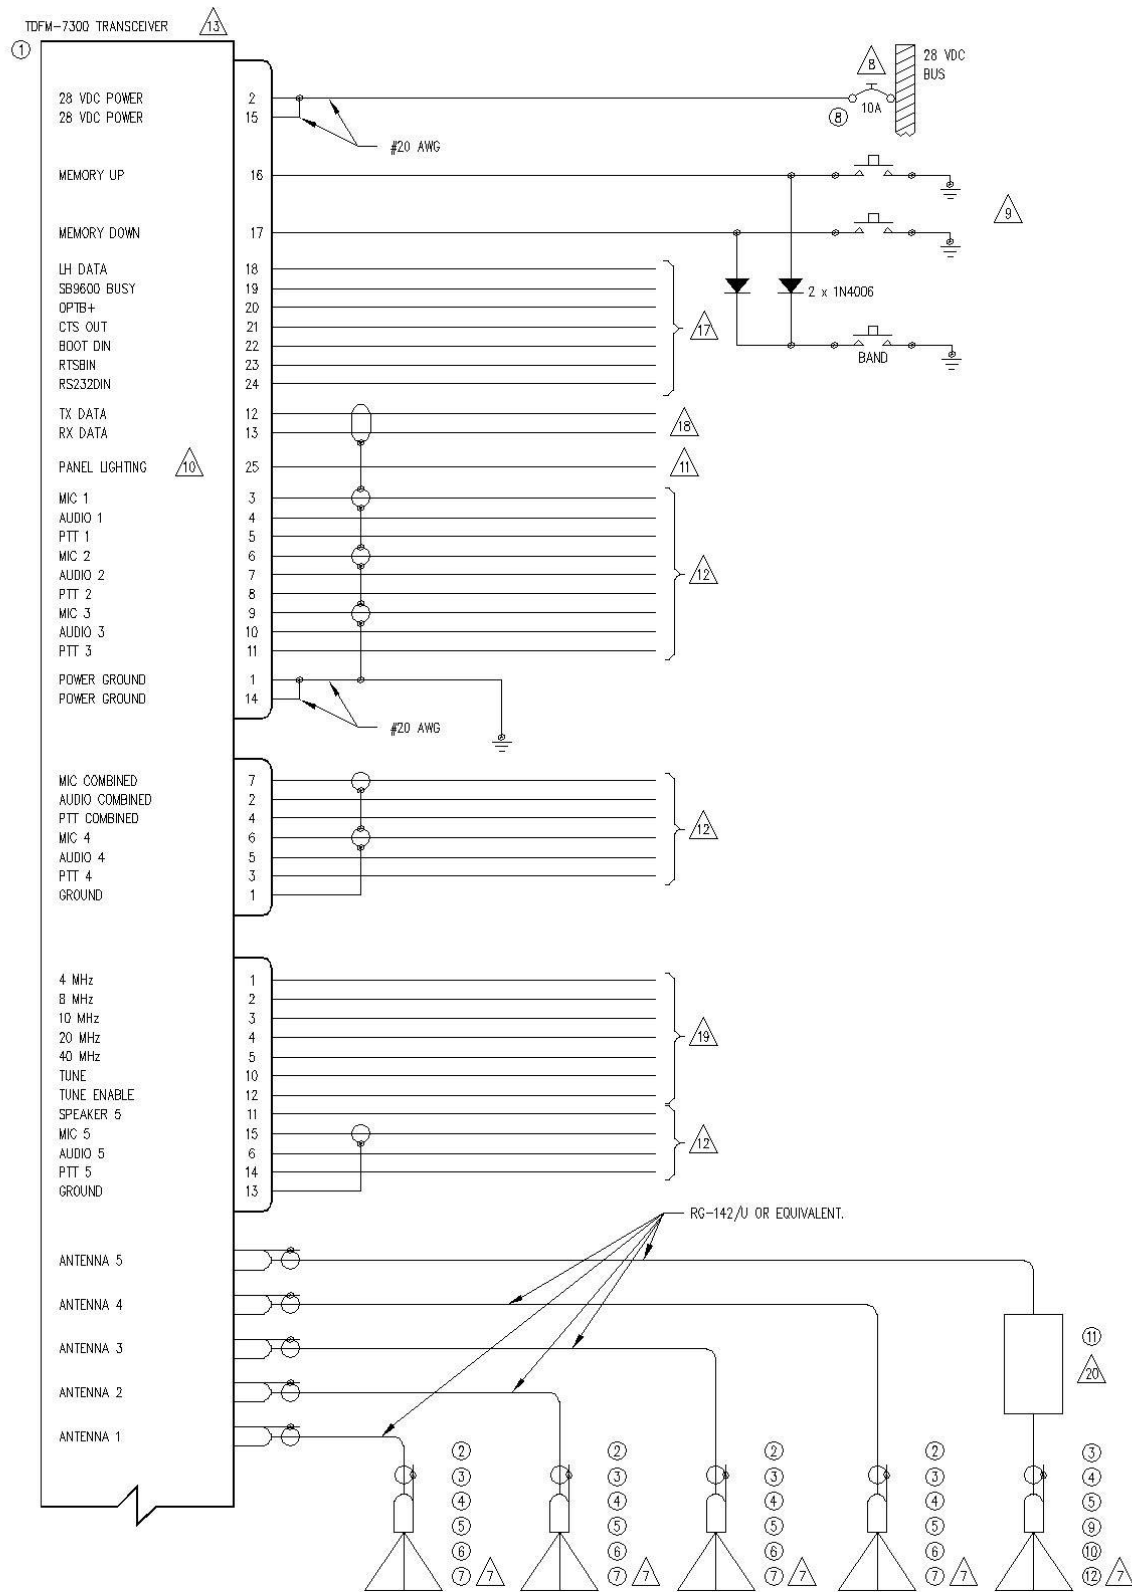 TDFM-7300 TRANSCEIVER 13
1
28 VDC BUS
8
28 VDC POWER 2
10A
8
28 VDC POWER 15
#20 AWG
MEMORY UP 16
9
MEMORY DOWN 17
LH DATA 18
SB9600 BUSY 19
2 x 1N4006
OPTB+ 20
CTS OUT 21
17
BOOT DIN 22
BAND
RTSBIN 23
RS232DIN 24
TX DATA 12
18
RX DATA 13
PANEL LIGHTING 10 25 11
MIC 1 3
AUDIO 1 4
PTT 1 5
MIC 2 6
AUDIO 2 7
12
PTT 2 8
MIC 3 9
AUDIO 3 10
PTT 3 11
POWER GROUND 1
POWER GROUND 14
#20 AWG
MIC COMBINED 7
AUDIO COMBINED 2
PTT COMBINED 4
12
MIC 4 6
AUDIO 4 5
PTT 4 3
GROUND 1
4 MHz 1
8 MHz 2
10 MHz 3
20 MHz 4
19
40 MHz 5
TUNE 10
TUNE ENABLE 12
SPEAKER 5 11
MIC 5 15
12
AUDIO 5 6
PTT 5 14
GROUND 13
RG-142/U OR EQUIVALENT.
ANTENNA 5
ANTENNA 4
11
ANTENNA 3
20
ANTENNA 2
ANTENNA 1
2 2 2 2 3
3 3 3 3 4
4 4 4 4 5
5 5 5 5 9
6 6 6 6 10
7 7 7 7 7 7 7 7 12 7